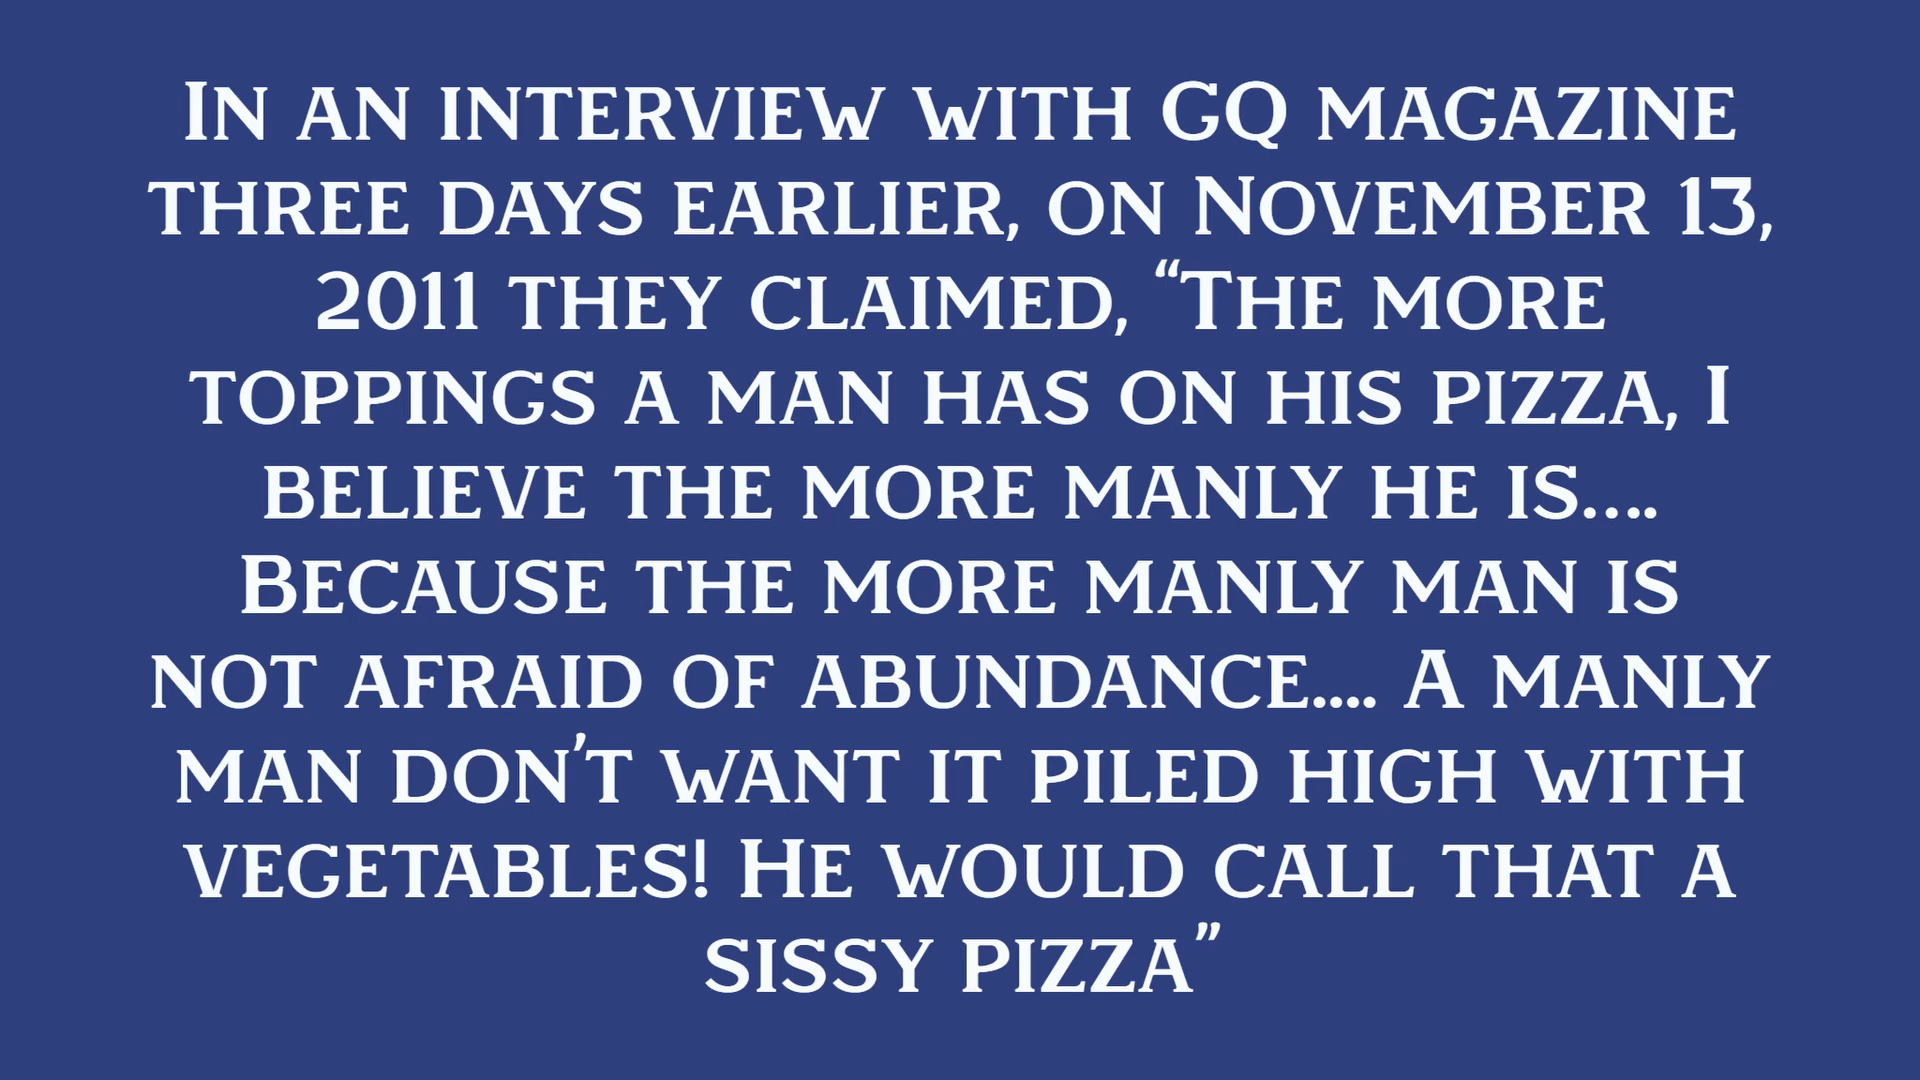 In an interview with GQ magazine
three days earlier, on November 13,
2011 they claimed, “The more
toppings a man has on his pizza, I
believe the more manly he is….
Because the more manly man is
not afraid of abundance.... A manly
man don’t want it piled high with
vegetables! He would call that a
sissy pizza”